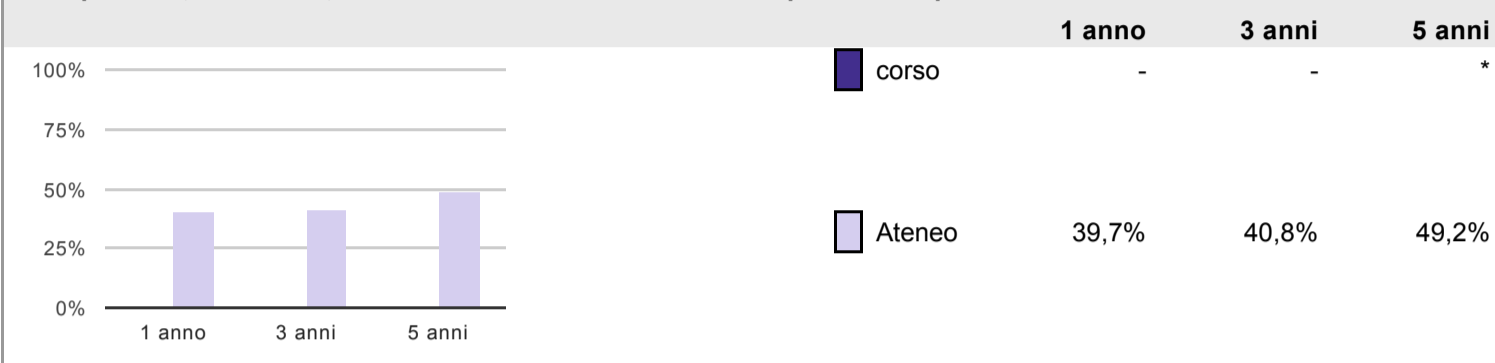 1 anno 3 anni 5 anni
100%
75%
50%
25%
0%
1 anno 3 anni 5 anni
corso - - *
Ateneo 39,7% 40,8% 49,2%